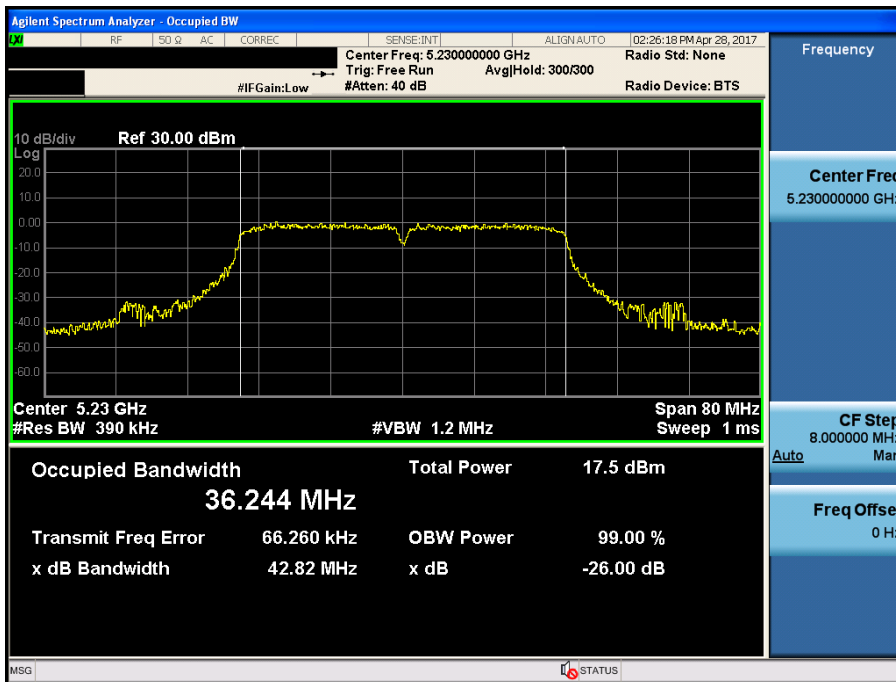 Agilent Spectrum Analyzer - Occupied BW
LXI RF 50 Ω AC CORREC SENSE:INT ALIGN AUTO 02:26:18 PM Apr 28, 2017
Center Freq: 5.230000000 GHz Radio Std: None
Trig: Free Run Avg|Hold: 300/300
#IFGain:Low #Atten: 40 dB Radio Device: BTS
Frequency
10 dB/div Ref 30.00 dBm
Log
20.0
10.0
0.00
-10.0
-20.0
-30.0
-40.0
-50.0
-60.0
Center 5.23 GHz Span 80 MHz
#Res BW 390 kHz #VBW 1.2 MHz Sweep 1 ms
Occupied Bandwidth Total Power 17.5 dBm
36.244 MHz
Transmit Freq Error 66.260 kHz OBW Power 99.00 %
x dB Bandwidth 42.82 MHz x dB -26.00 dB
Center Freq
5.230000000 GHz
CF Step
8.000000 MHz
Auto Man
Freq Offse
0 Hz
MSG STATUS